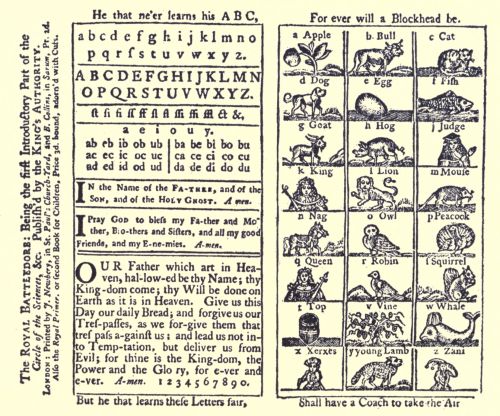 THE ROYAL BATTLEDORE: Being the firſt Introductory Part of the
Circle of the Sciences, &c. Publiſh'd by the KING's AUTHORITY.
LONDON: Printed by J. Newbery, in St. Paul's Church-Yard, and B. Collins, in Sarum, Pr. 2d.
Alſo the Royal Primer, or ſecond Book for Children, Price 3d. bound, adorn'd with Cuts.
He that ne'er learns his A B C,
For ever will a Blockhead be.
a b c d e f g h i j k l m n o
p q r ſ s t u v w x y z.
ABCDEFGHIJKLMN
OPQRSTUVWXYZ.
&,
a e i o u y.
ab eb ib ob ub | ba be bi bo bu
ac ec ic oc uc | ca ce ci co cu
ad ed id od ud | da de di do du
IN the Name of the FA-THER, and of the
SON, and of the HOLY GHOST. A men.
I Pray GOD to bleſs my Fa-ther and Mo-
ther, Bro-thers and Siſters, and all my good
Friends, and my E-ne-mies. A-men.
OUR Father which art in Hea-
ven, hal-low-ed be thy Name; thy
King-dom come; thy Will be done on
Earth as it is in Heaven. Give us this
Day our daily Bread; and forgive us our
Treſ-paſſes, as we for-give them that
treſ paſs a-gainſt us: and lead us not in-
to Temp-tation, but deliver us from
Evil; for thine is the King-dom, the
Power and the Glo ry, for e-ver and
e-ver. A-men. 1 2 3 4 5 6 7 8 9 0.
a Apple b. Bull c Cat
d Dog e Egg f Fiſh
g Goat h Hog j Judge
k King l Lion m Mouſe
n Nag o Owl p Peacock
q Queen r Robin ſ Squirrel
t Top v Vine w Whale
x Xerxes y young Lamb z Zani
But he that learns theſe Letters fair,
Shall have a Coach to take the Air